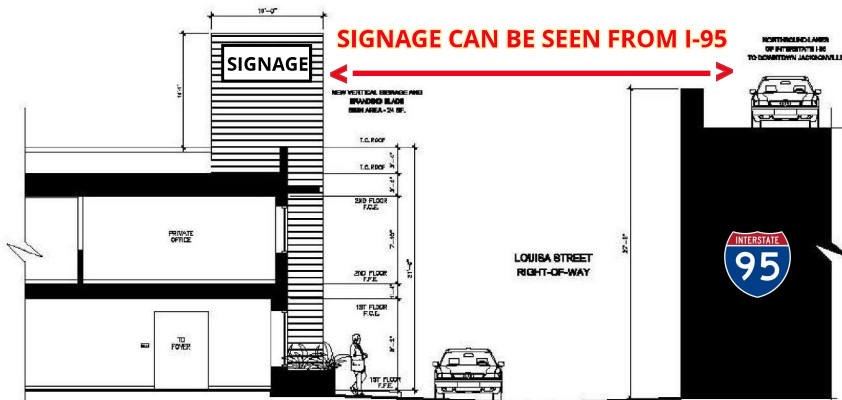 SIGNAGE CAN BE SEEN FROM I-95
SIGNAGE
NORTHBOUND LANES
OF INTERSTATE I-95
TO DOWNTOWN JACKSONVILLE
NEW VERTICAL SIGNAGE AND
BRANDING BLADE
SIGN AREA - 24 SF.
T.O. ROOF
T.O. ROOF
2ND FLOOR
F.C.E.
PRIVATE
OFFICE
LOUISA STREET
RIGHT-OF-WAY
INTERSTATE
95
2ND FLOOR
F.F.E.
1ST FLOOR
F.C.E.
TO
FOYER
1ST FLOOR
F.F.E.